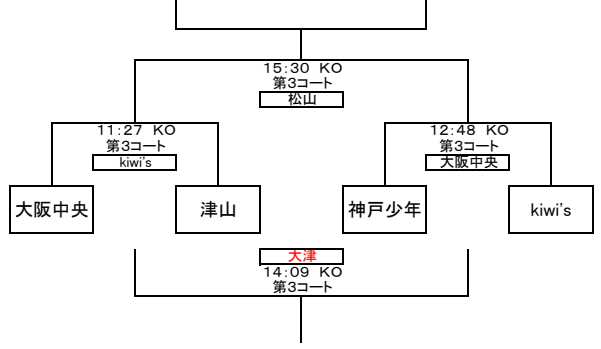 15:30 KO
第3コート
松山
11:27 KO
第3コート
kiwi's
12:48 KO
第3コート
大阪中央
大阪中央
津山
神戸少年
kiwi's
大津
14:09 KO
第3コート